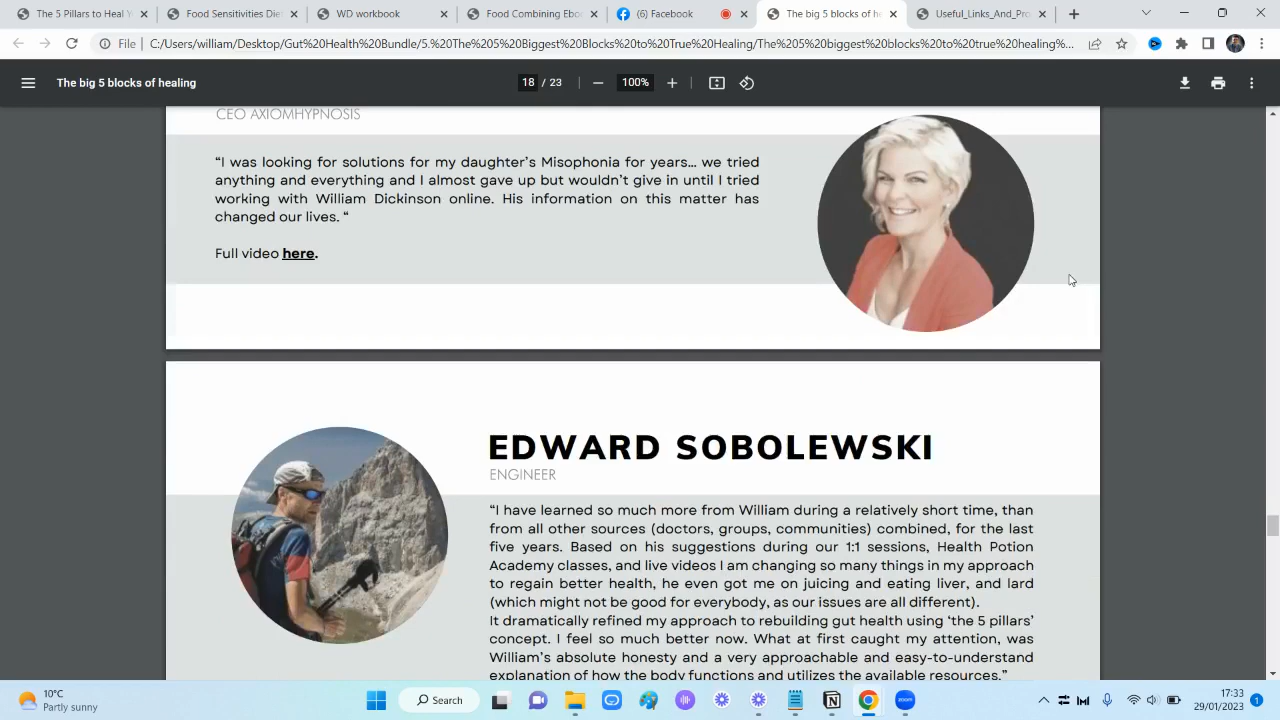 The 5 Pillars to Heal Y
Food Sensitivities Die
WD workbook
Food Combining Eboo
(6) Facebook
The big 5 blocks of he
Useful_Links_And_Pro
File
C:/Users/william/Desktop/Gut%20Health%20Bundle/5.%20The%205%20Biggest%20Blocks%20to%20True%20Healing/The%20big%205%20biggest%20blocks%20to%20true%20healing%...
The big 5 blocks of healing
18 / 23
100%
CEO AXIOMHYPNOSIS
“I was looking for solutions for my daughter’s Misophonia for years... we tried
anything and everything and I almost gave up but wouldn’t give in until I tried
working with William Dickinson online. His information on this matter has
changed our lives. “
Full video here.
EDWARD SOBOLEWSKI
ENGINEER
“I have learned so much more from William during a relatively short time, than
from all other sources (doctors, groups, communities) combined, for the last
five years. Based on his suggestions during our 1:1 sessions, Health Potion
Academy classes, and live videos I am changing so many things in my approach
to regain better health, he even got me on juicing and eating liver, and lard
(which might not be good for everybody, as our issues are all different).
It dramatically refined my approach to rebuilding gut health using ‘the 5 pillars’
concept. I feel so much better now. What at first caught my attention, was
William’s absolute honesty and a very approachable and easy-to-understand
explanation of how the body functions and utilizes the available resources.”
10°C
Partly sunny
Search
zoom
17:33
29/01/2023
1